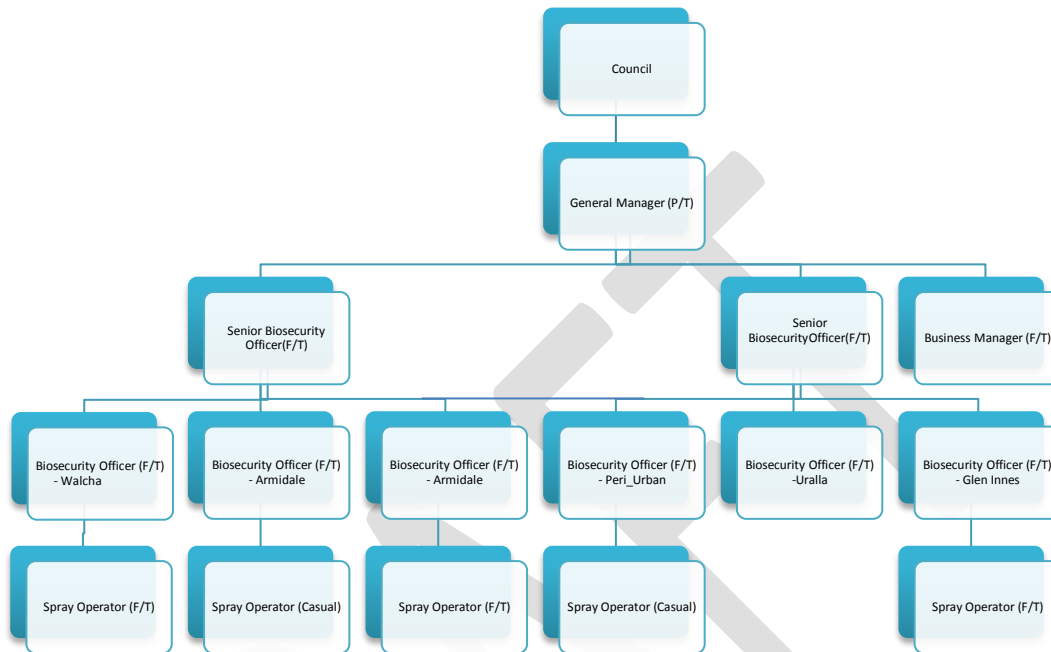 Council
General Manager (P/T)
Senior Biosecurity
Officer(F/T)
Senior
BiosecurityOfficer(F/T)
Business Manager (F/T)
Biosecurity Officer (F/T)
- Walcha
Biosecurity Officer (F/T)
- Armidale
Biosecurity Officer (F/T)
- Armidale
Biosecurity Officer (F/T)
- Peri_Urban
Biosecurity Officer (F/T)
-Uralla
Biosecurity Officer (F/T)
- Glen Innes
Spray Operator (F/T)
Spray Operator (Casual)
Spray Operator (F/T)
Spray Operator (Casual)
Spray Operator (F/T)